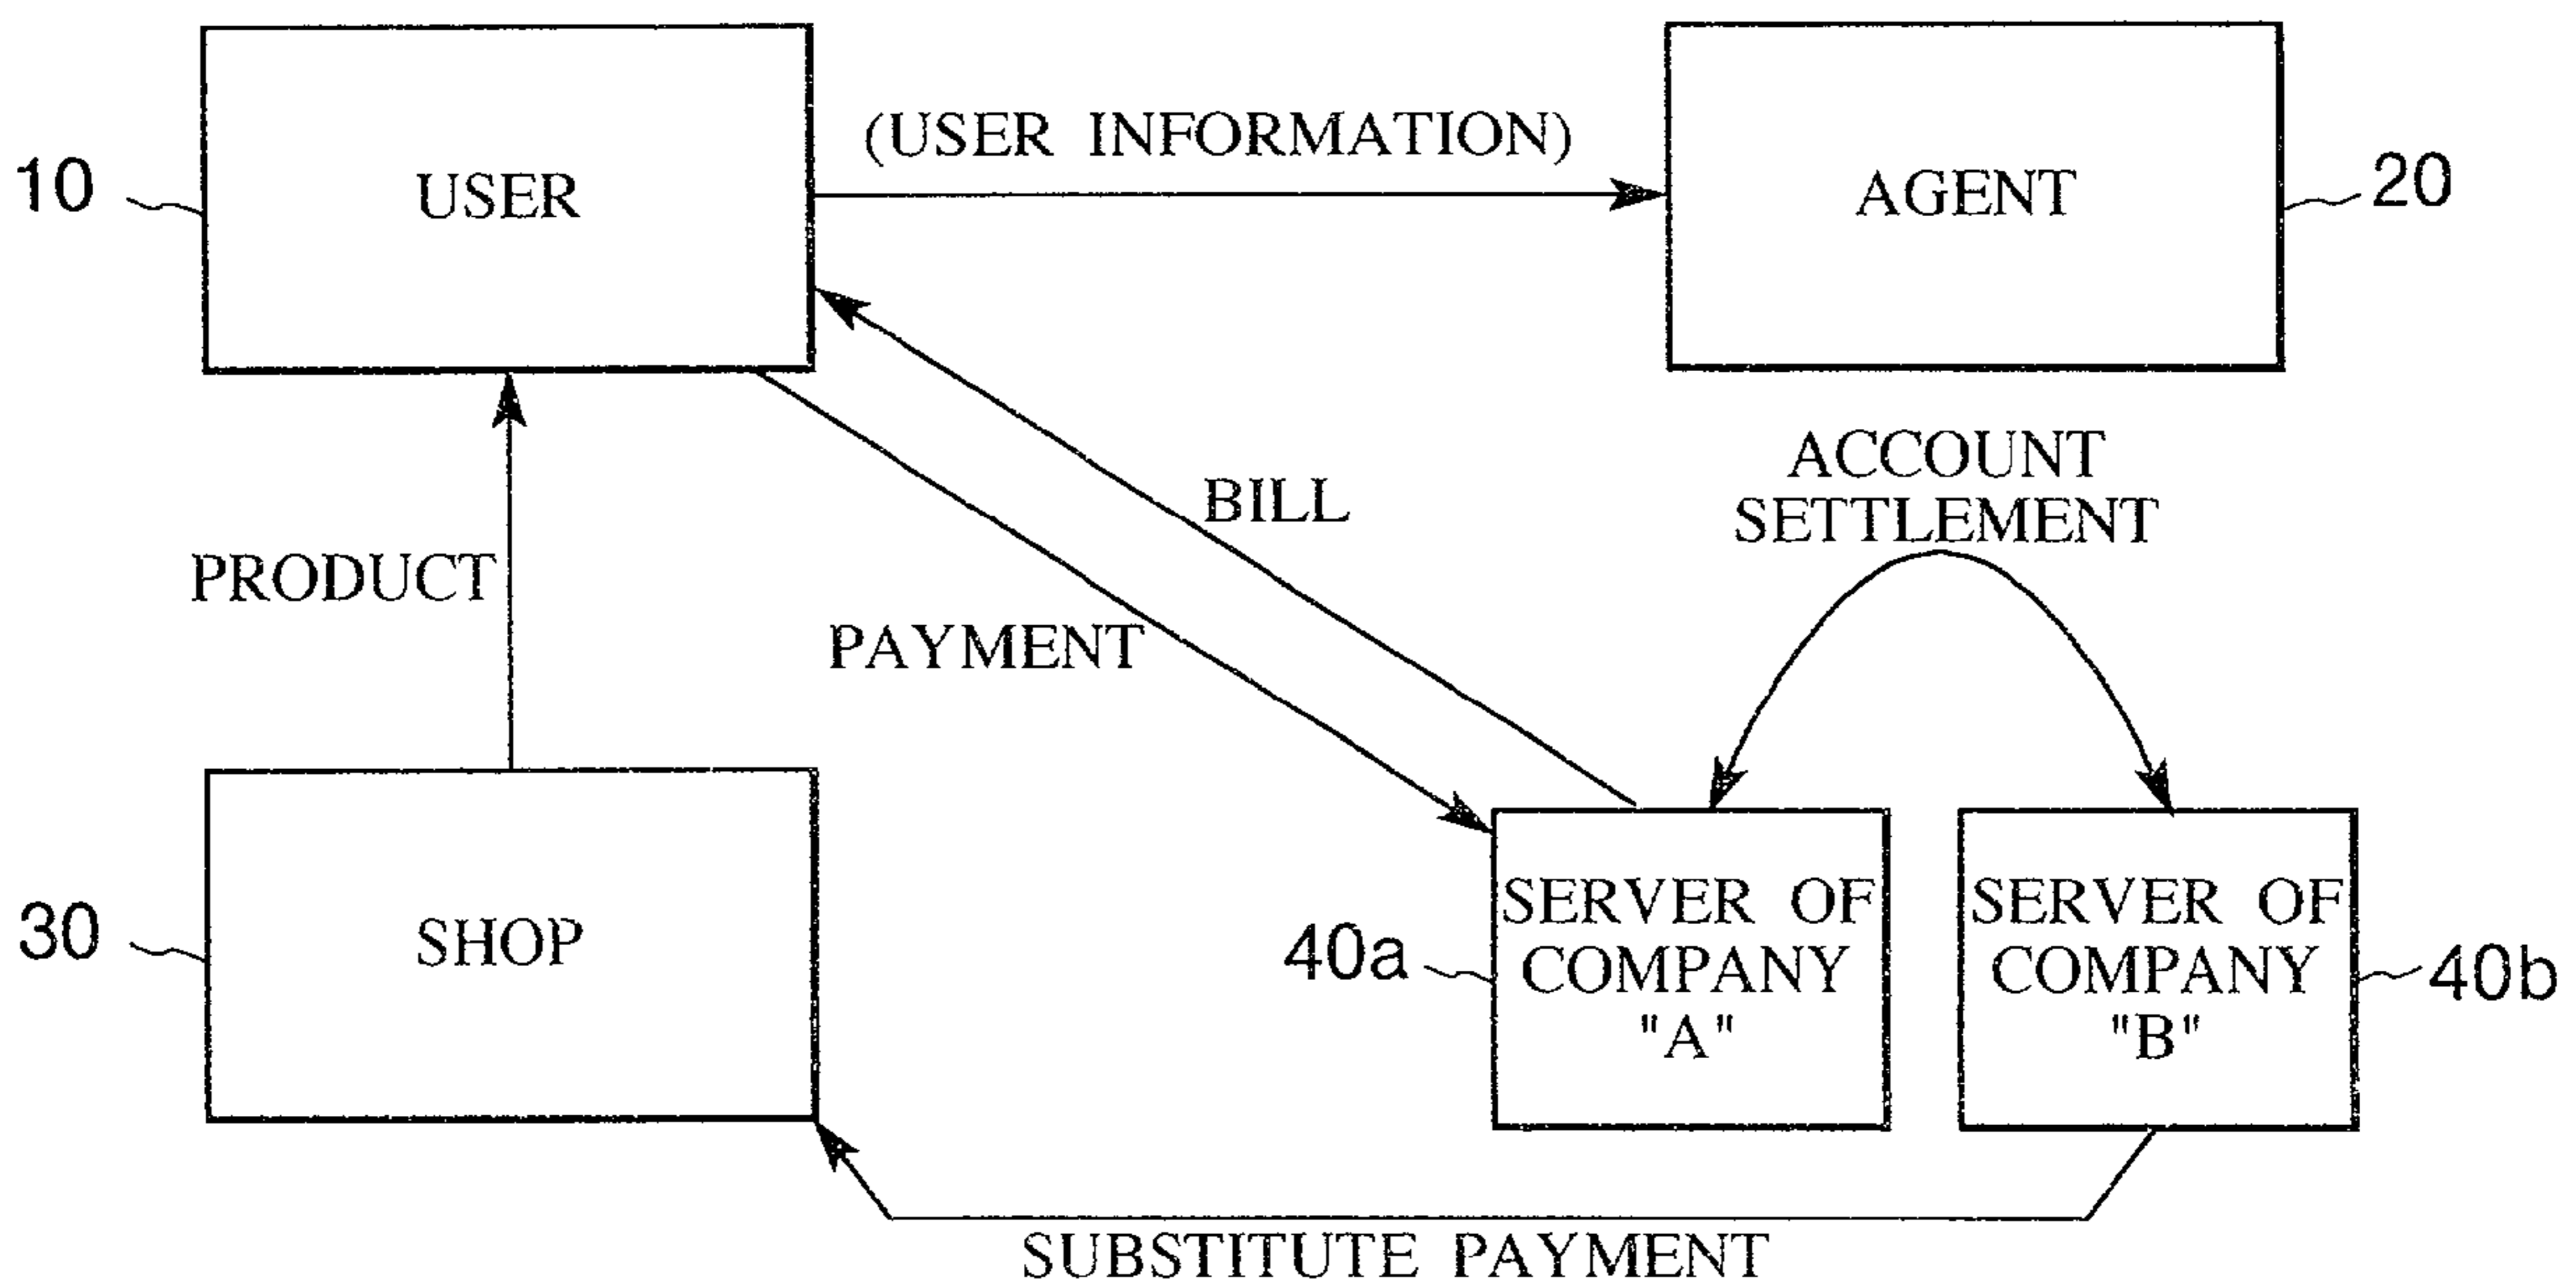 10
USER
(USER INFORMATION)
AGENT
20
PRODUCT
BILL
PAYMENT
ACCOUNT
SETTLEMENT
30
SHOP
40a
SERVER OF
COMPANY
"A"
SERVER OF
COMPANY
"B"
40b
SUBSTITUTE PAYMENT